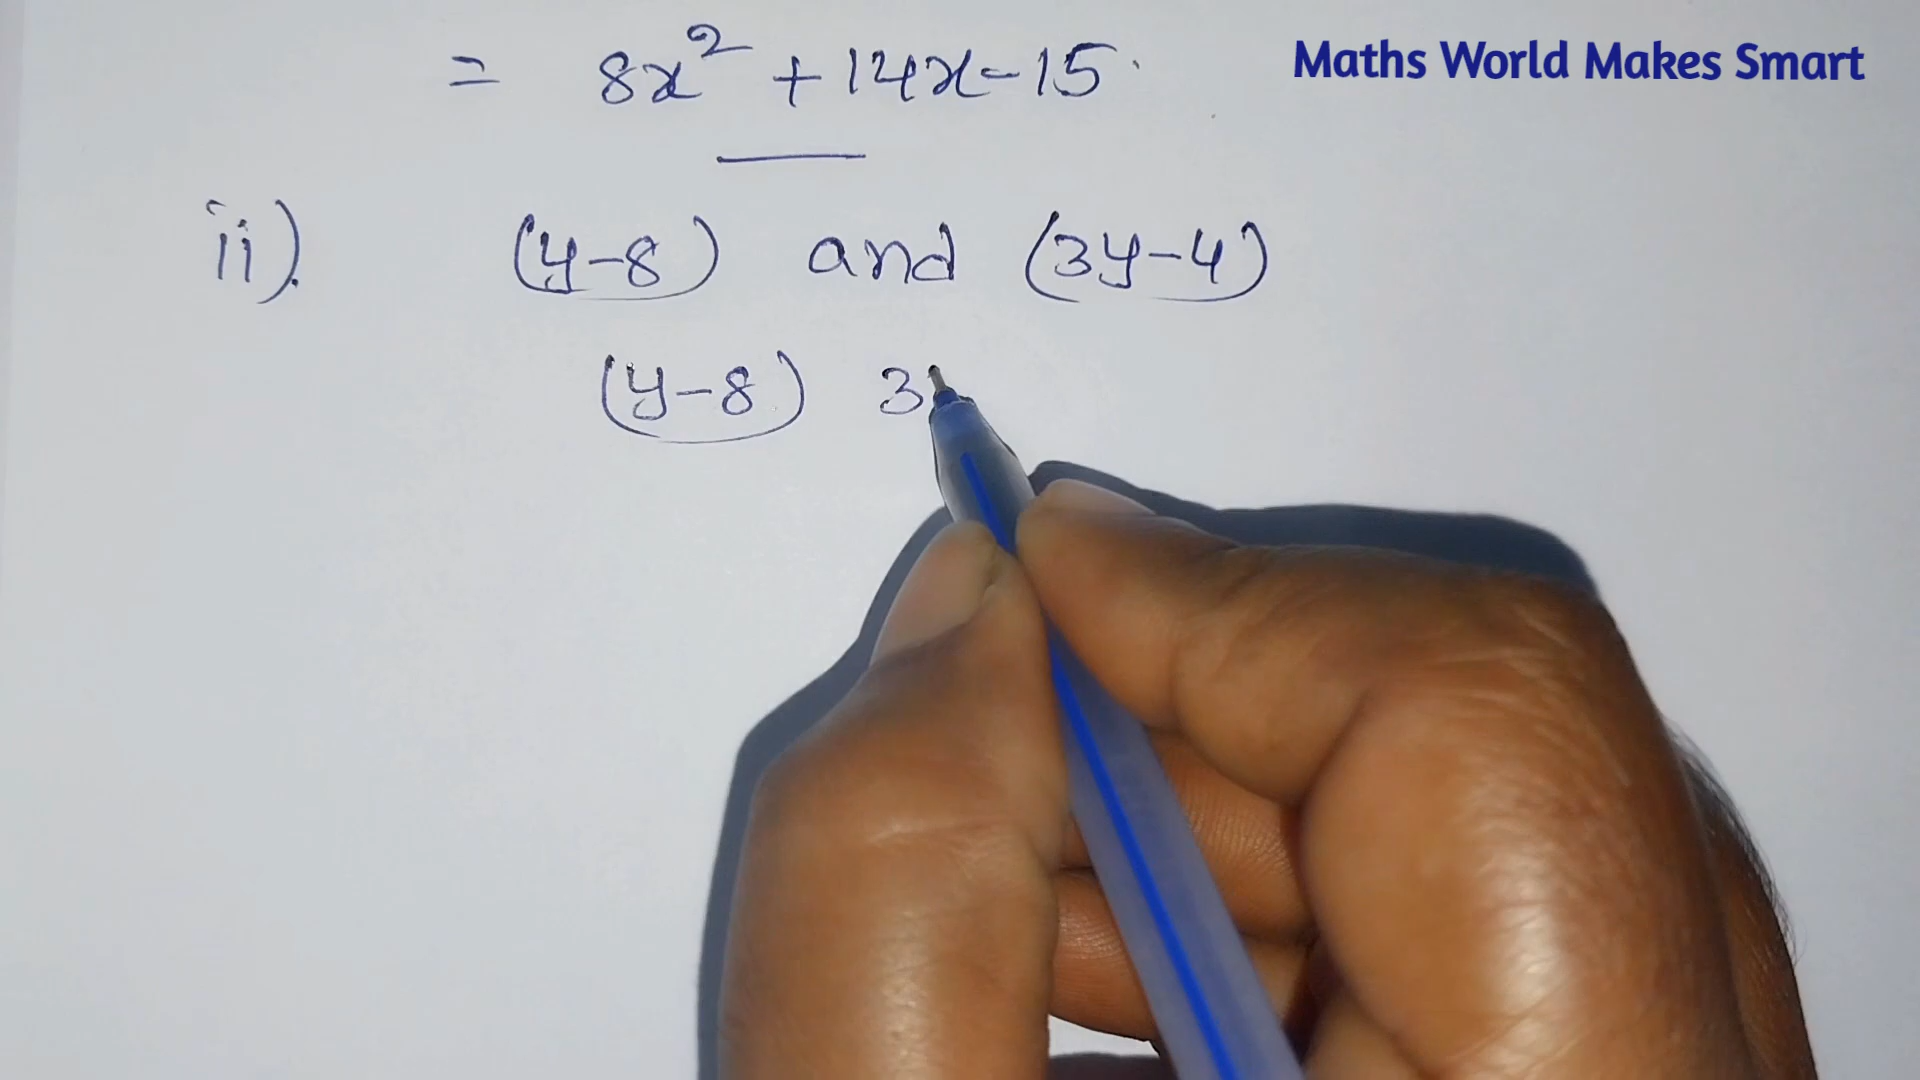 = 8x² + 14x - 15
Maths World Makes Smart
ii). (y-8) and (3y-4)
(y-8) 3